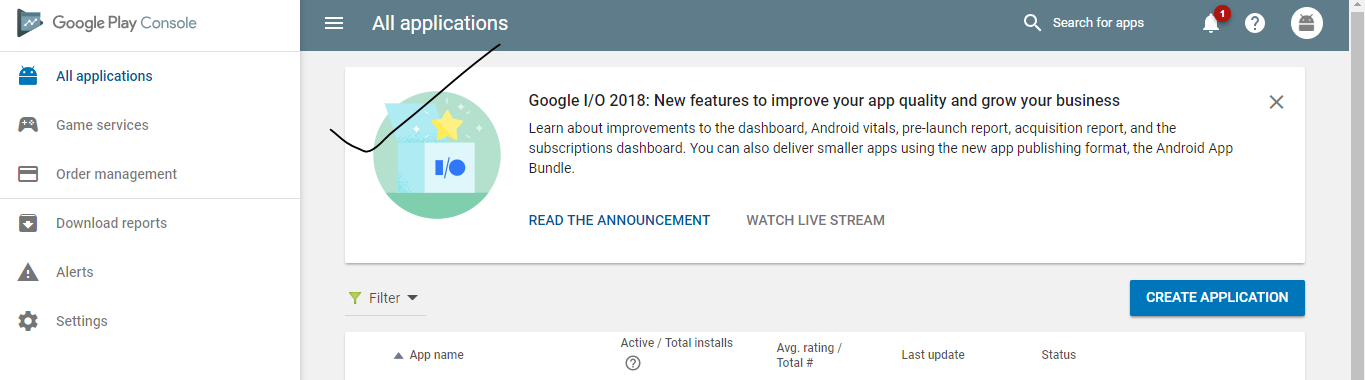 Google Play Console
All applications
Search for apps
1
All applications
Game services
Order management
Download reports
Alerts
Settings
I/O
Google I/O 2018: New features to improve your app quality and grow your business
Learn about improvements to the dashboard, Android vitals, pre-launch report, acquisition report, and the
subscriptions dashboard. You can also deliver smaller apps using the new app publishing format, the Android App
Bundle.
READ THE ANNOUNCEMENT
WATCH LIVE STREAM
Filter
CREATE APPLICATION
App name
Active / Total installs
Avg. rating /
Total #
Last update
Status